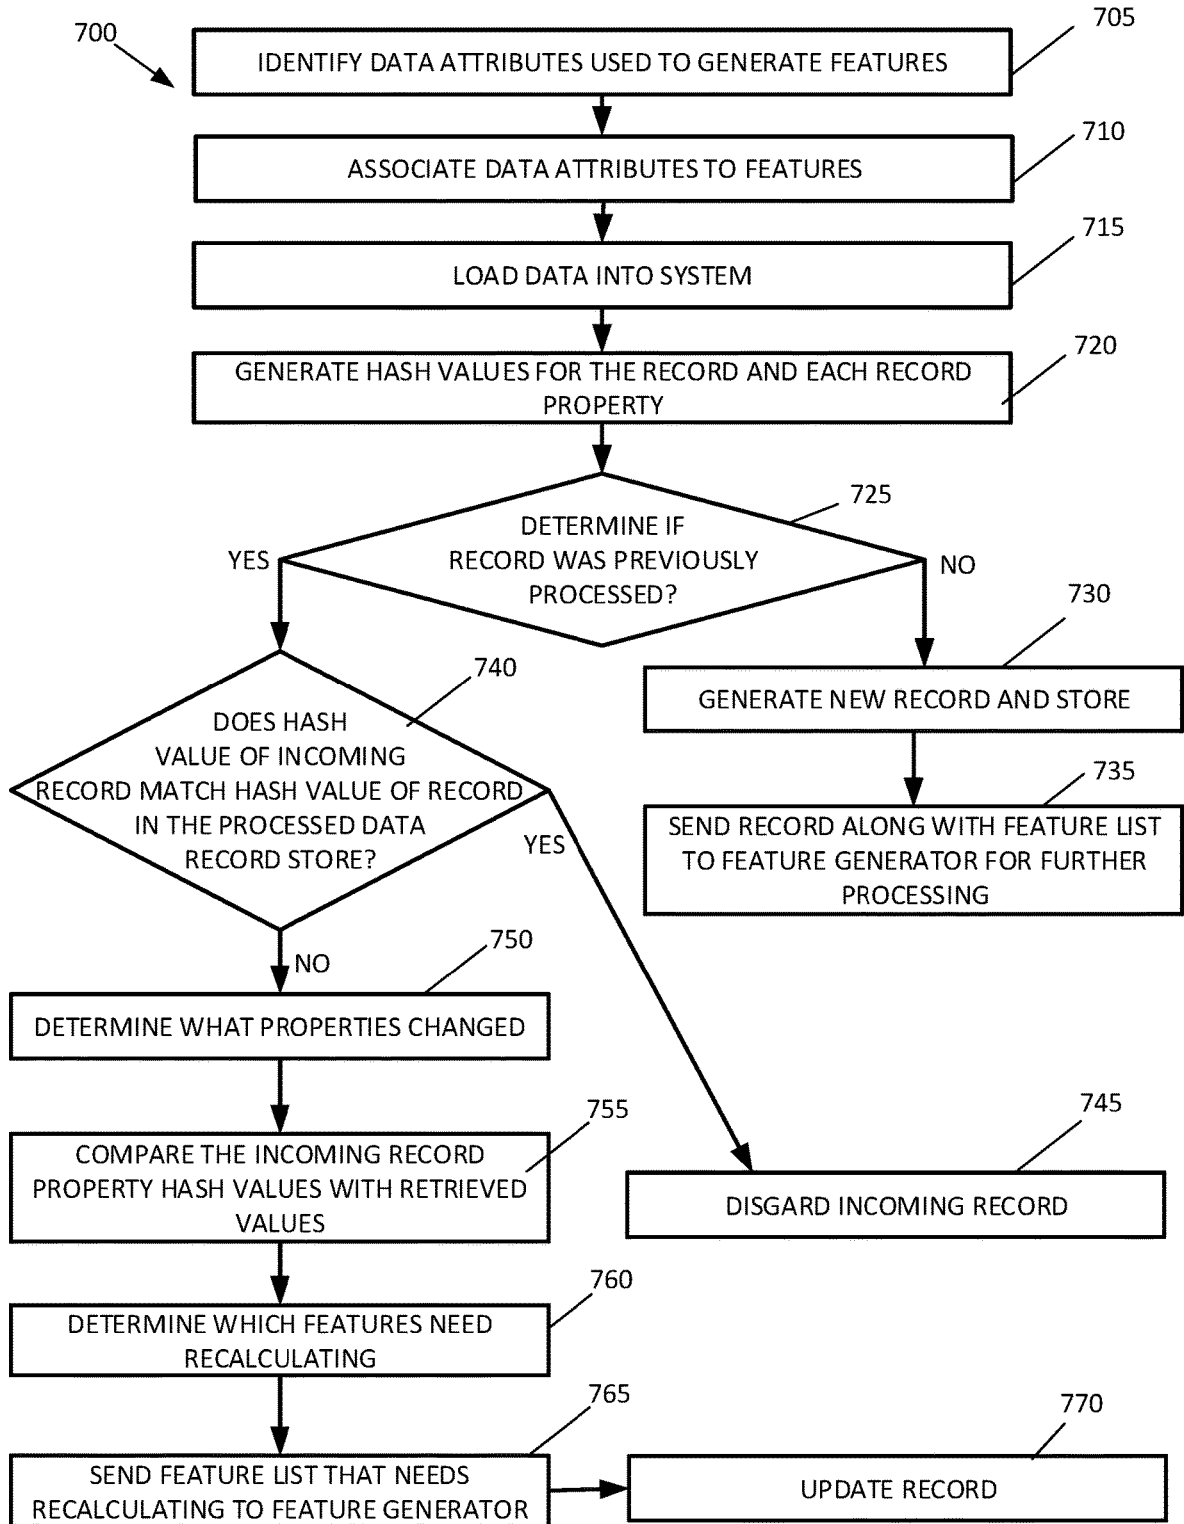 700
705
IDENTIFY DATA ATTRIBUTES USED TO GENERATE FEATURES
710
ASSOCIATE DATA ATTRIBUTES TO FEATURES
715
LOAD DATA INTO SYSTEM
720
GENERATE HASH VALUES FOR THE RECORD AND EACH RECORD
PROPERTY
725
DETERMINE IF
RECORD WAS PREVIOUSLY
PROCESSED?
YES
NO
730
GENERATE NEW RECORD AND STORE
735
SEND RECORD ALONG WITH FEATURE LIST
TO FEATURE GENERATOR FOR FURTHER
PROCESSING
740
DOES HASH
VALUE OF INCOMING
RECORD MATCH HASH VALUE OF RECORD
IN THE PROCESSED DATA
RECORD STORE?
YES
NO
745
DISGARD INCOMING RECORD
750
DETERMINE WHAT PROPERTIES CHANGED
755
COMPARE THE INCOMING RECORD
PROPERTY HASH VALUES WITH RETRIEVED
VALUES
760
DETERMINE WHICH FEATURES NEED
RECALCULATING
765
SEND FEATURE LIST THAT NEEDS
RECALCULATING TO FEATURE GENERATOR
770
UPDATE RECORD